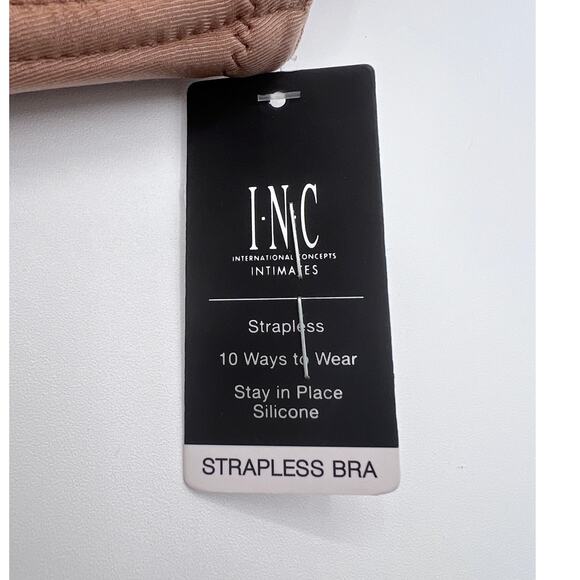 I·N·C
INTERNATIONAL CONCEPTS
INTIMATES
Strapless
10 Ways to Wear
Stay in Place
Silicone
STRAPLESS BRA